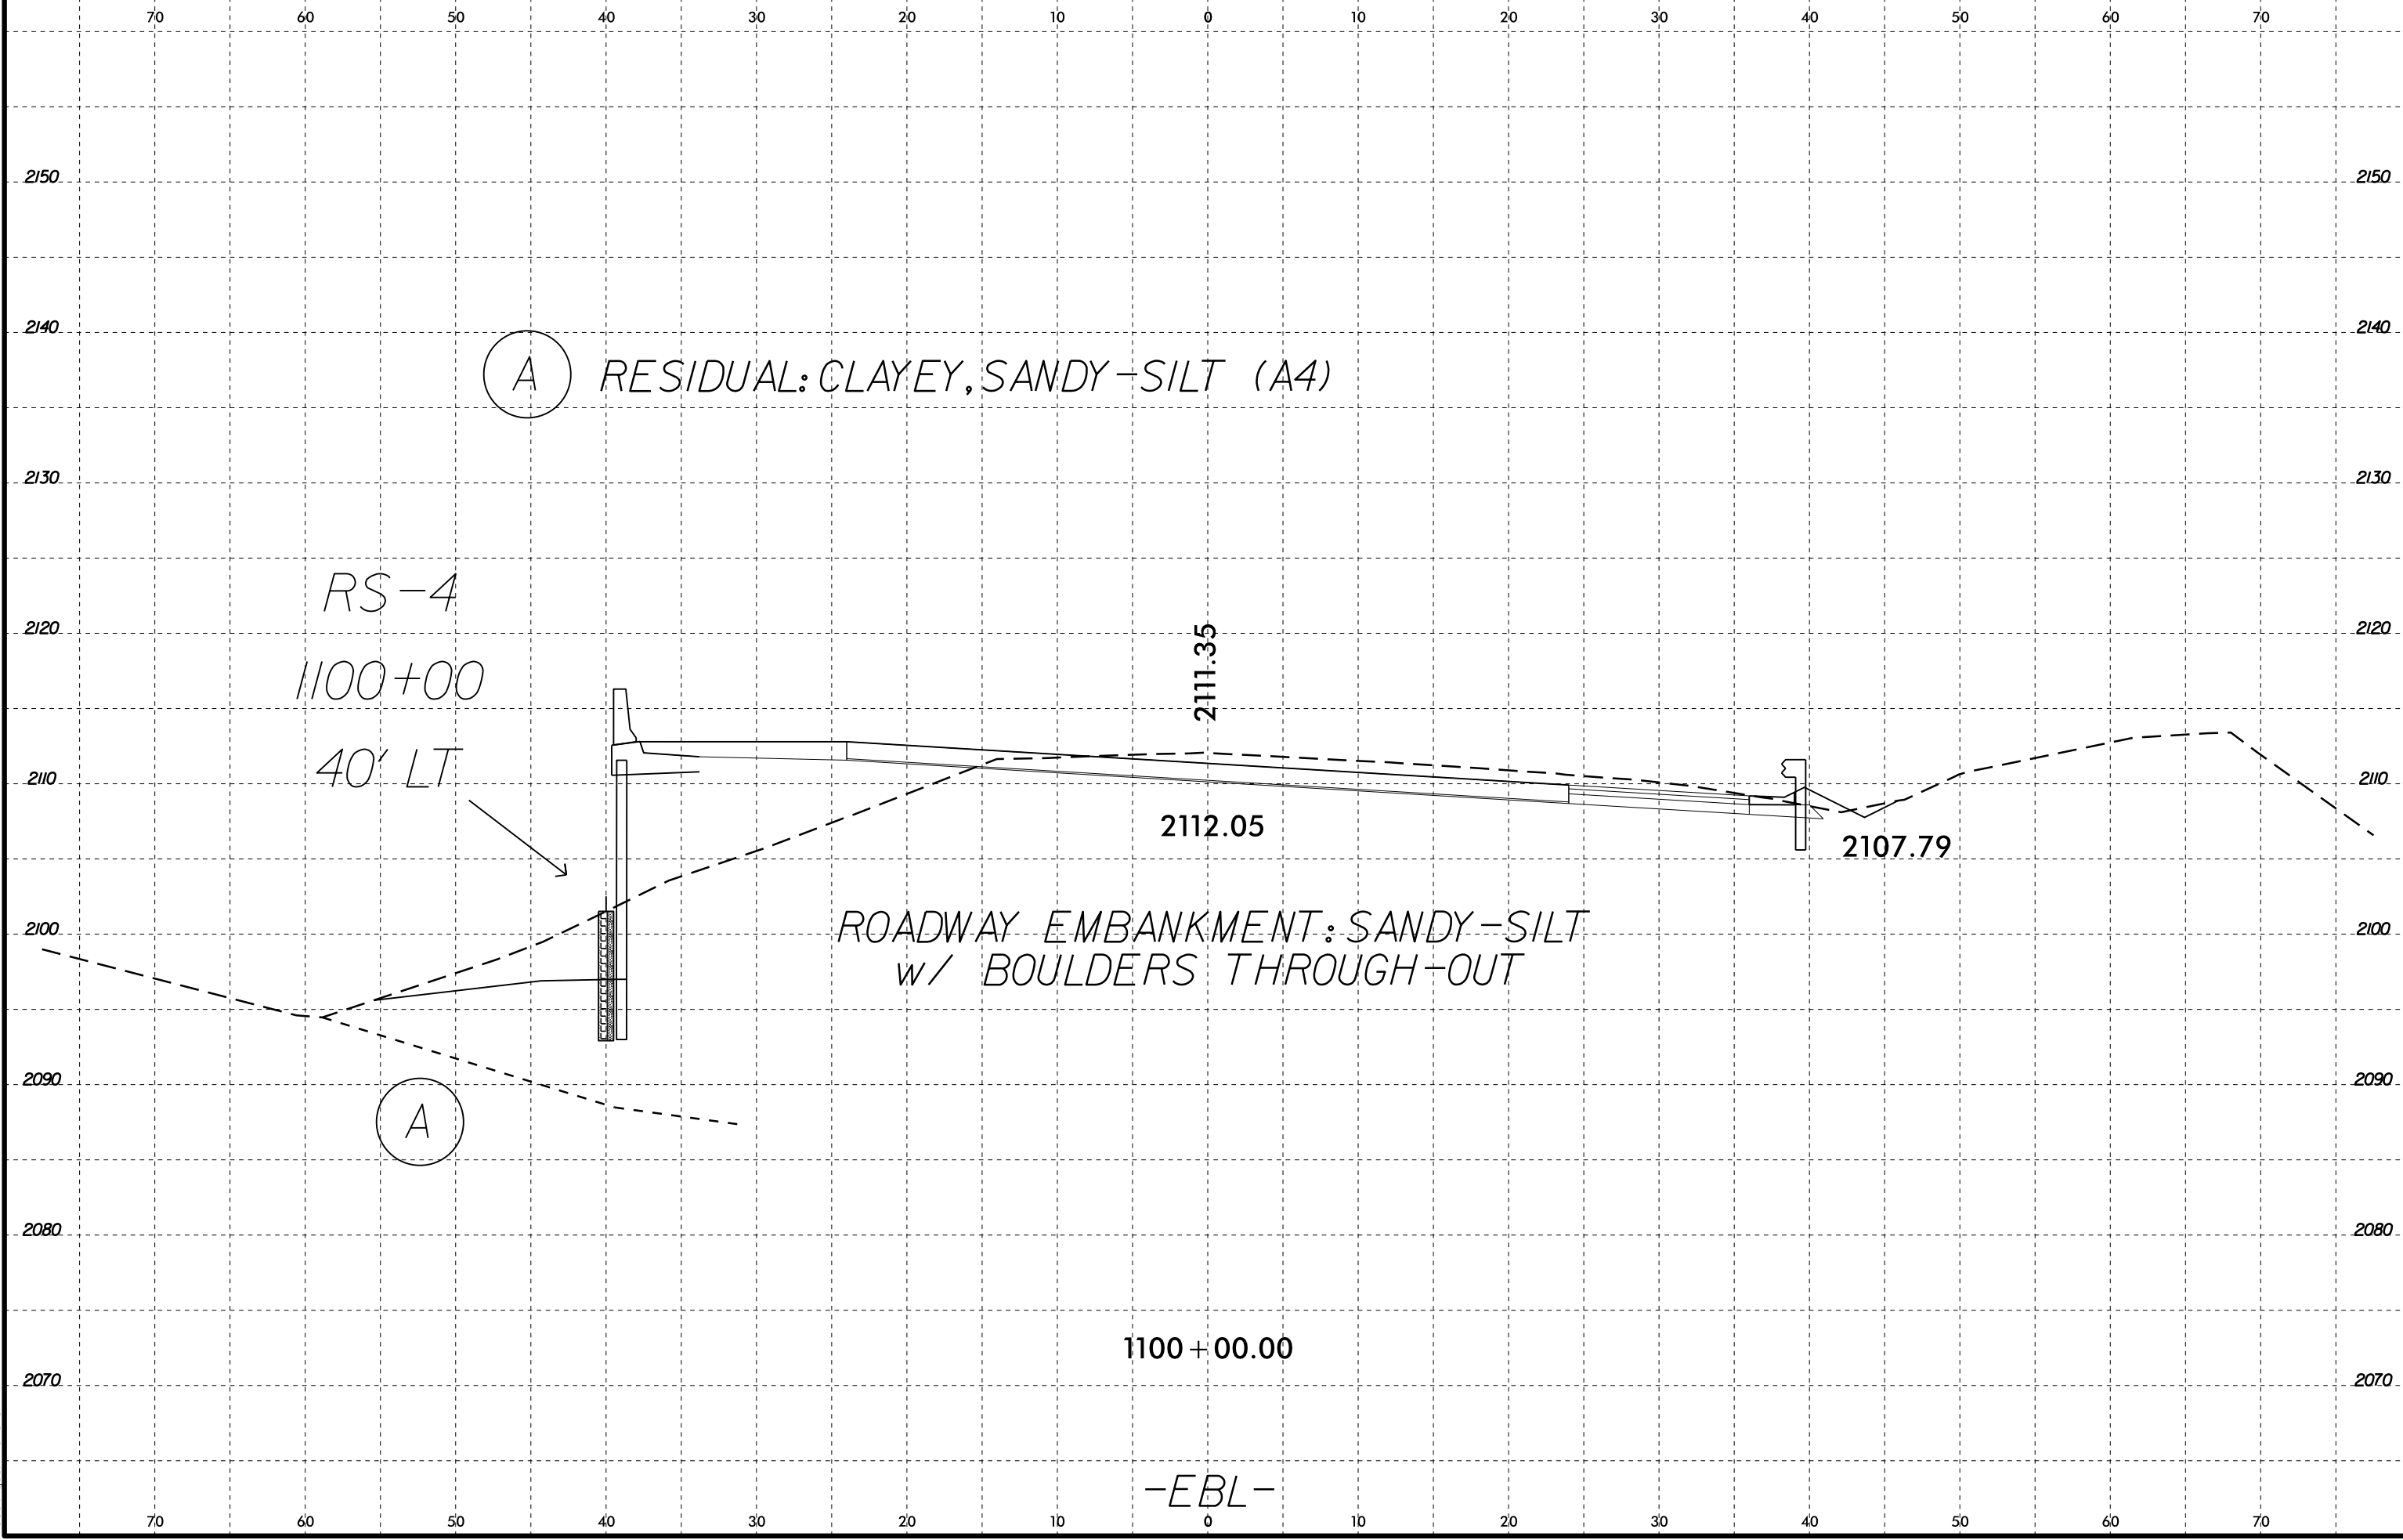 70 60 50 40 30 20 10 0 10 20 30 40 50 60 70
2150 2150
2140 2140
A RESIDUAL: CLAYEY, SANDY-SILT (A4)
2130 2130
RS-4
2120 2120
1100+00
2111.35
40' LT
2110 2110
2112.05
2107.79
ROADWAY EMBANKMENT: SANDY-SILT
2100 2100
w/ BOULDERS THROUGH-OUT
2090 2090
A
2080 2080
1100+00.00
2070 2070
-EBL-
70 60 50 40 30 20 10 0 10 20 30 40 50 60 70